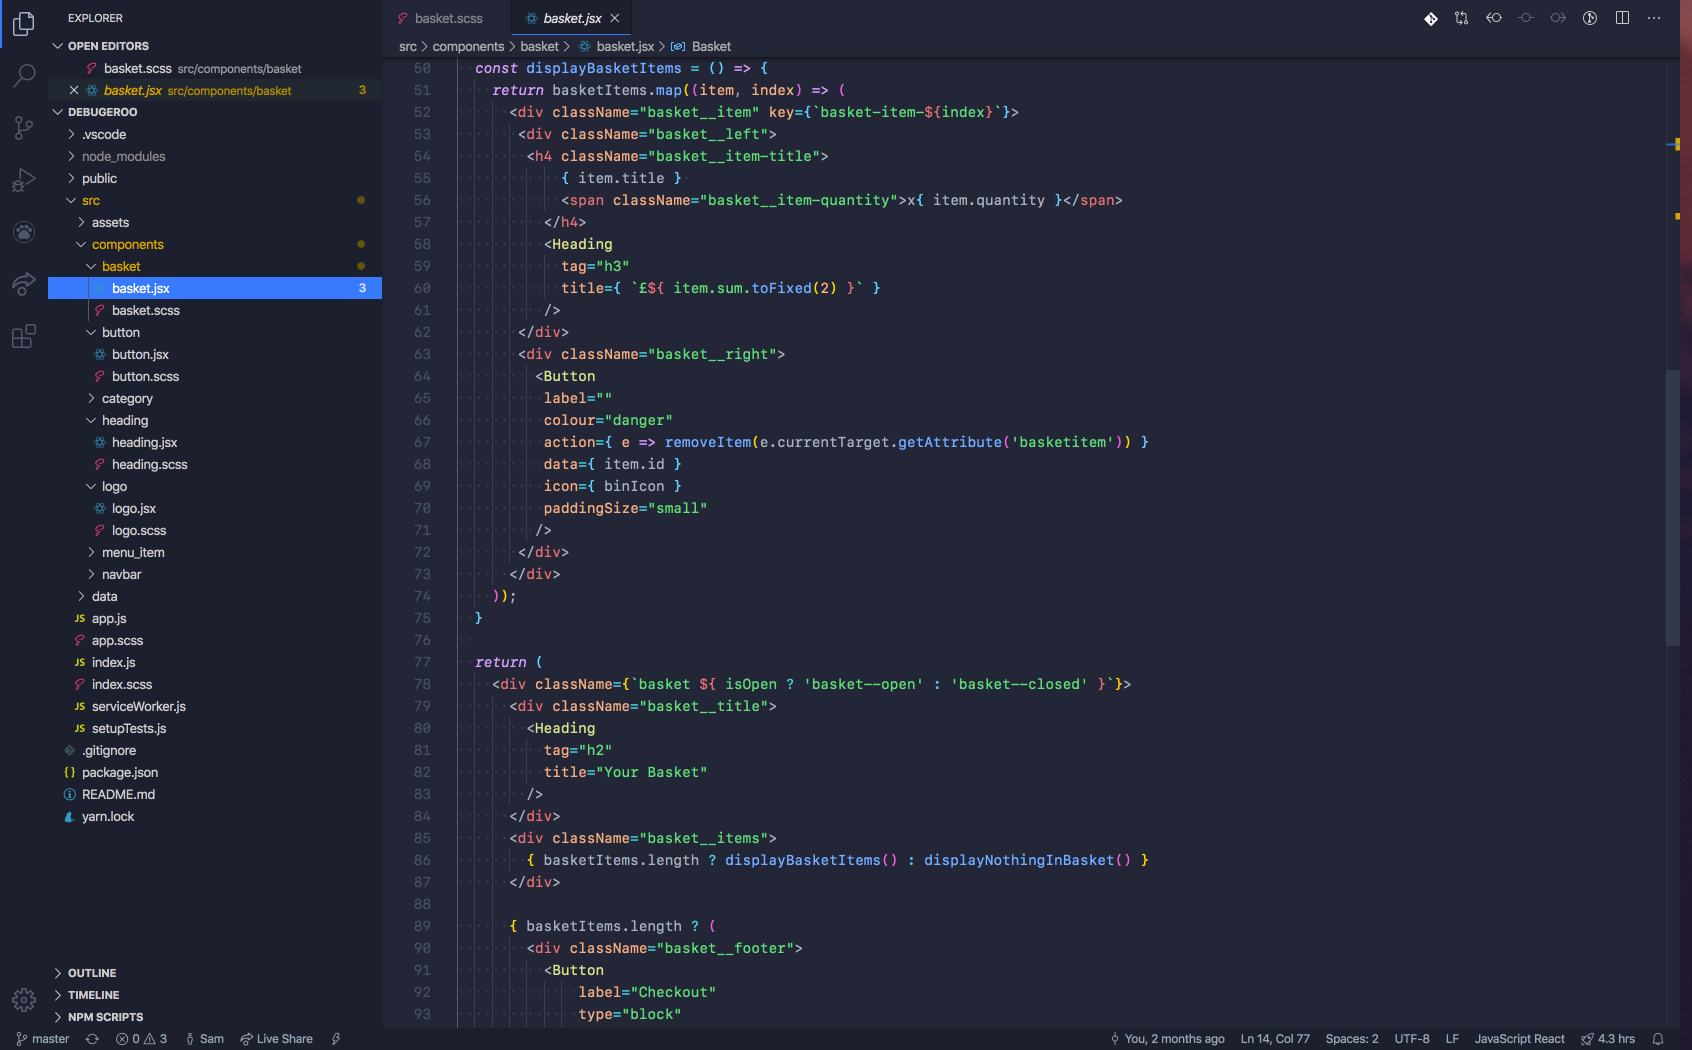 EXPLORER
OPEN EDITORS
basket.scss src/components/basket
basket.jsx src/components/basket 3
DEBUGEROO
.vscode
node_modules
public
src
assets
components
basket
basket.jsx 3
basket.scss
button
button.jsx
button.scss
category
heading
heading.jsx
heading.scss
logo
logo.jsx
logo.scss
menu_item
navbar
data
JS app.js
app.scss
JS index.js
index.scss
JS serviceWorker.js
JS setupTests.js
.gitignore
{} package.json
README.md
yarn.lock
OUTLINE
TIMELINE
NPM SCRIPTS
basket.scss
basket.jsx
src > components > basket > basket.jsx > Basket
50 const displayBasketItems = () => {
51 return basketItems.map((item, index) => (
52 <div className="basket__item" key={`basket-item-${index}`}>
53 <div className="basket__left">
54 <h4 className="basket__item-title">
55 { item.title }
56 <span className="basket__item-quantity">x{ item.quantity }</span>
57 </h4>
58 <Heading
59 tag="h3"
60 title={ `£${ item.sum.toFixed(2) }` }
61 />
62 </div>
63 <div className="basket__right">
64 <Button
65 label=""
66 colour="danger"
67 action={ e => removeItem(e.currentTarget.getAttribute('basketitem')) }
68 data={ item.id }
69 icon={ binIcon }
70 paddingSize="small"
71 />
72 </div>
73 </div>
74 ));
75 }
76
77 return (
78 <div className={`basket ${ isOpen ? 'basket--open' : 'basket--closed' }`}>
79 <div className="basket__title">
80 <Heading
81 tag="h2"
82 title="Your Basket"
83 />
84 </div>
85 <div className="basket__items">
86 { basketItems.length ? displayBasketItems() : displayNothingInBasket() }
87 </div>
88
89 { basketItems.length ? (
90 <div className="basket__footer">
91 <Button
92 label="Checkout"
93 type="block"
master 0 3 Sam Live Share You, 2 months ago Ln 14, Col 77 Spaces: 2 UTF-8 LF JavaScript React 4.3 hrs